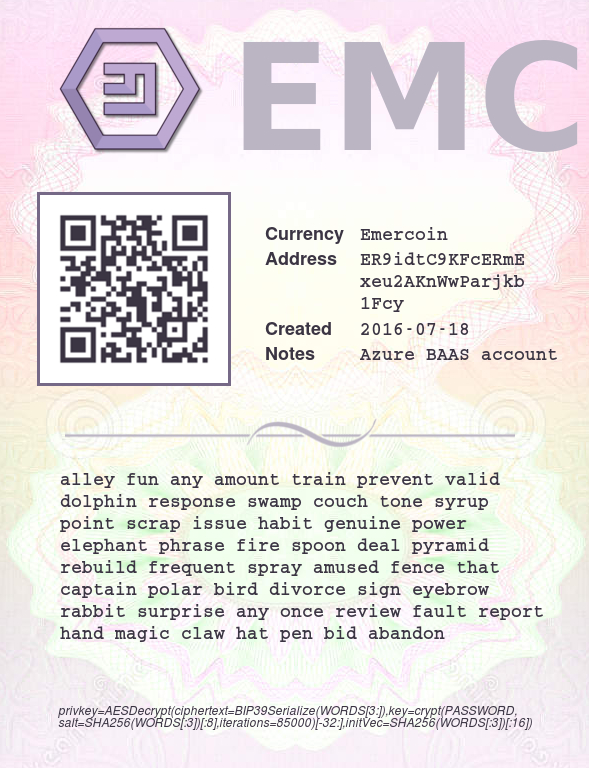 EMC
Currency Emercoin
Address ER9idtC9KFcERmE
xeu2AKnWwParjkb
1Fcy
Created 2016-07-18
Notes Azure BAAS account
alley fun any amount train prevent valid
dolphin response swamp couch tone syrup
point scrap issue habit genuine power
elephant phrase fire spoon deal pyramid
rebuild frequent spray amused fence that
captain polar bird divorce sign eyebrow
rabbit surprise any once review fault report
hand magic claw hat pen bid abandon
privkey=AESDecrypt(ciphertext=BIP39Serialize(WORDS[3:]),key=crypt(PASSWORD,
salt=SHA256(WORDS[:3])[:8],iterations=85000)[-32:],initVec=SHA256(WORDS[:3])[:16])